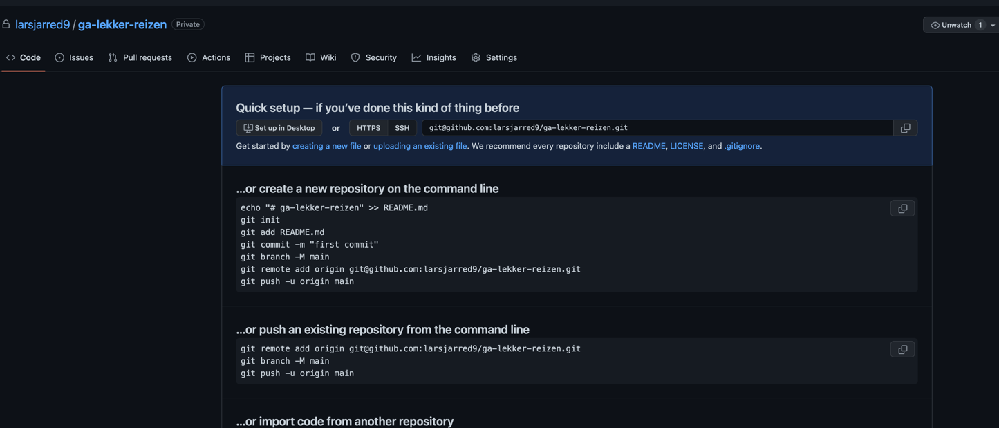 larsjarred9 / ga-lekker-reizen Private
Unwatch 1
Code Issues Pull requests Actions Projects Wiki Security Insights Settings
Quick setup — if you’ve done this kind of thing before
Set up in Desktop or HTTPS SSH git@github.com:larsjarred9/ga-lekker-reizen.git
Get started by creating a new file or uploading an existing file. We recommend every repository include a README, LICENSE, and .gitignore.
…or create a new repository on the command line
echo "# ga-lekker-reizen" >> README.md
git init
git add README.md
git commit -m "first commit"
git branch -M main
git remote add origin git@github.com:larsjarred9/ga-lekker-reizen.git
git push -u origin main
…or push an existing repository from the command line
git remote add origin git@github.com:larsjarred9/ga-lekker-reizen.git
git branch -M main
git push -u origin main
…or import code from another repository